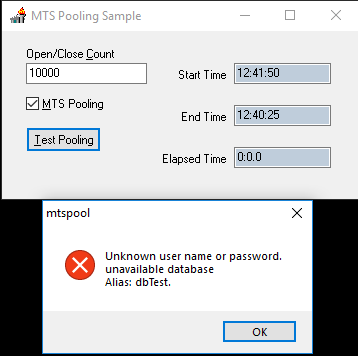 MTS Pooling Sample
Open/Close Count
10000
Start Time 12:41:50
MTS Pooling
End Time 12:40:25
Test Pooling
Elapsed Time 0:0.0
mtspool
Unknown user name or password.
unavailable database
Alias: dbTest.
OK